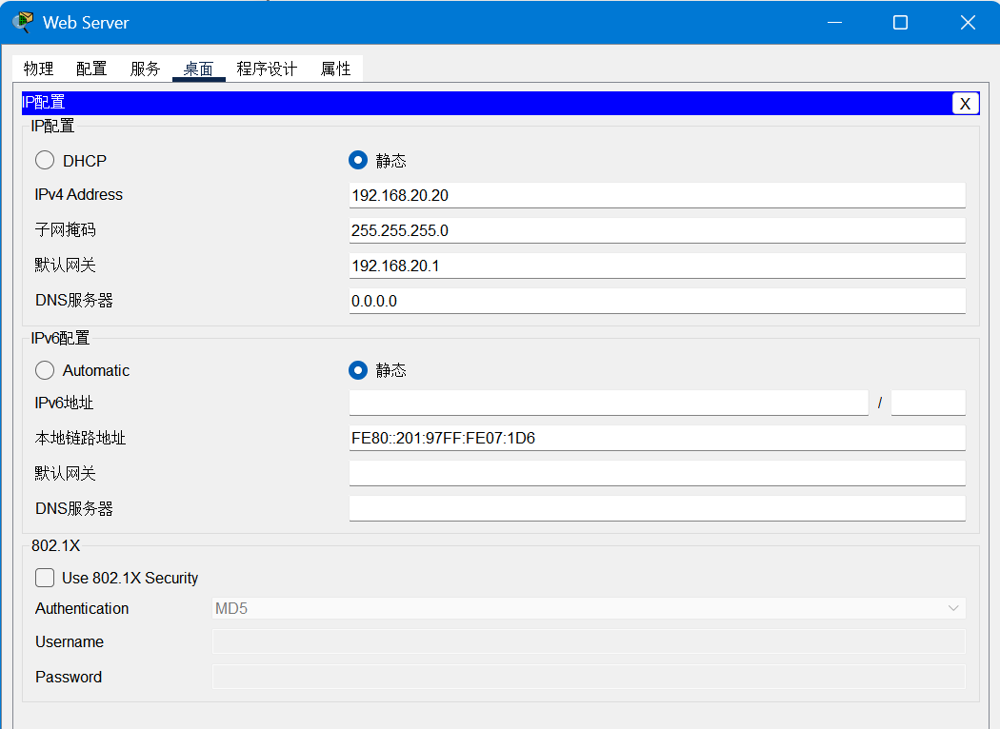 Web Server
物理 配置 服务 桌面 程序设计 属性
IP配置 X
IP配置
DHCP 静态
IPv4 Address 192.168.20.20
子网掩码 255.255.255.0
默认网关 192.168.20.1
DNS服务器 0.0.0.0
IPv6配置
Automatic 静态
IPv6地址 /
本地链路地址 FE80::201:97FF:FE07:1D6
默认网关
DNS服务器
802.1X
Use 802.1X Security
Authentication MD5
Username
Password